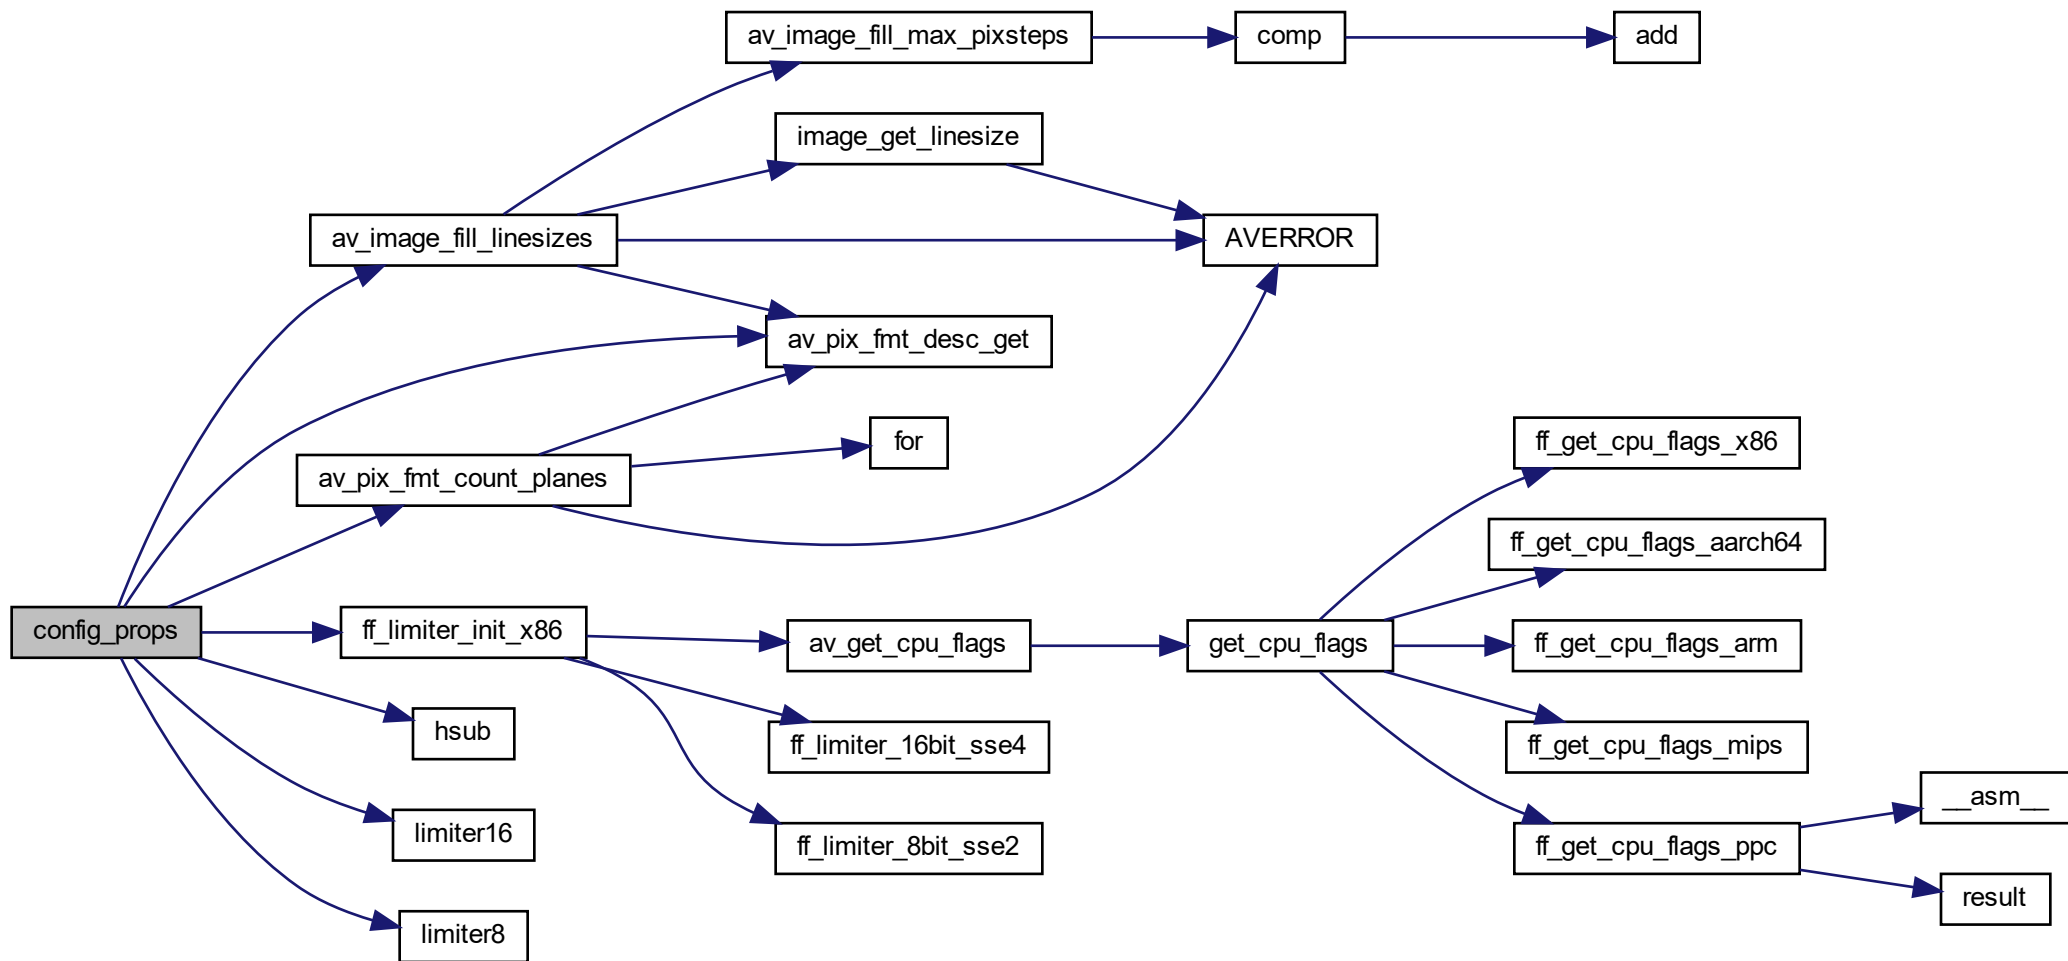 av_image_fill_max_pixsteps
comp
add
image_get_linesize
av_image_fill_linesizes
AVERROR
av_pix_fmt_desc_get
for
ff_get_cpu_flags_x86
av_pix_fmt_count_planes
ff_get_cpu_flags_aarch64
config_props
ff_limiter_init_x86
av_get_cpu_flags
get_cpu_flags
ff_get_cpu_flags_arm
hsub
ff_limiter_16bit_sse4
ff_get_cpu_flags_mips
__asm__
limiter16
ff_limiter_8bit_sse2
ff_get_cpu_flags_ppc
result
limiter8